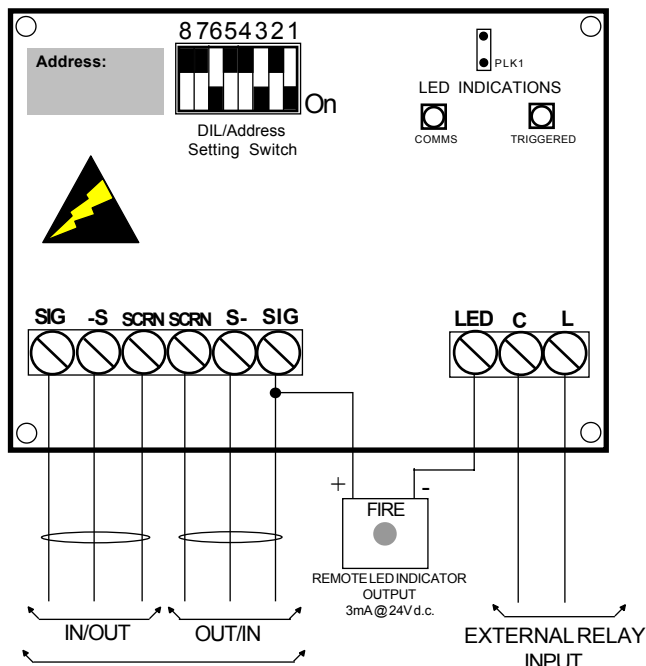 87654321
Address:
On
DIL/Address
Setting Switch
PLK1
LED INDICATIONS
COMMS
TRIGGERED
SIG -S SCRN SCRN S- SIG
LED C L
+ -
FIRE
REMOTE LED INDICATOR
OUTPUT
3mA @ 24V d.c.
IN/OUT
OUT/IN
EXTERNAL RELAY
INPUT